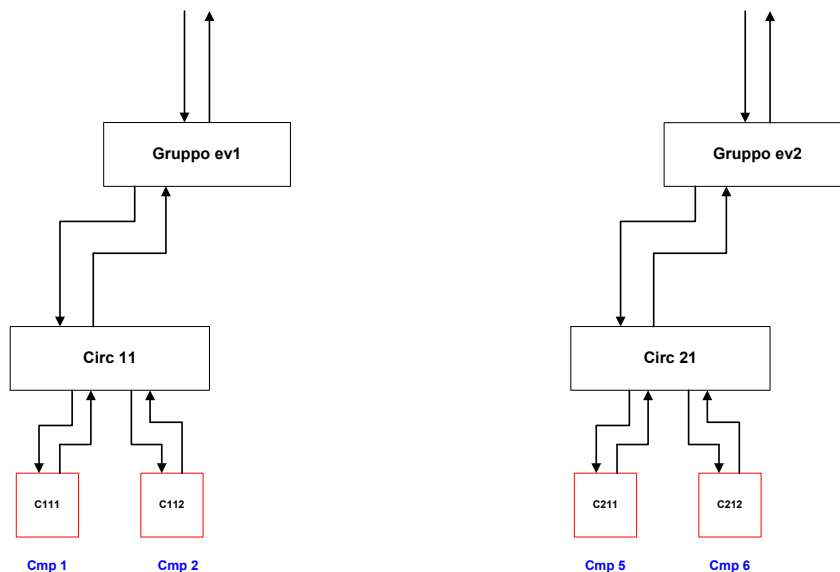 Gruppo ev1
Gruppo ev2
Circ 11
Circ 21
C111
C112
C211
C212
Cmp 1
Cmp 2
Cmp 5
Cmp 6